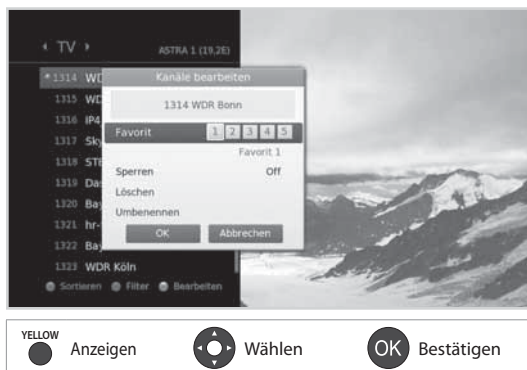 TV
ASTRA 1 (19,2E)
*1314 WD
Kanäle bearbeiten
1315 WD
1314 WDR Bonn
1316 IP4
Favorit 1 2 3 4 5
1317 Sky
Favorit 1
1318 STE
Sperren Off
1319 Das
Löschen
1320 Bay
Umbenennen
1321 hr-
OK Abbrechen
1322 Bay
1323 WDR Köln
Sortieren Filter Bearbeiten
YELLOW
Anzeigen Wählen OK Bestätigen